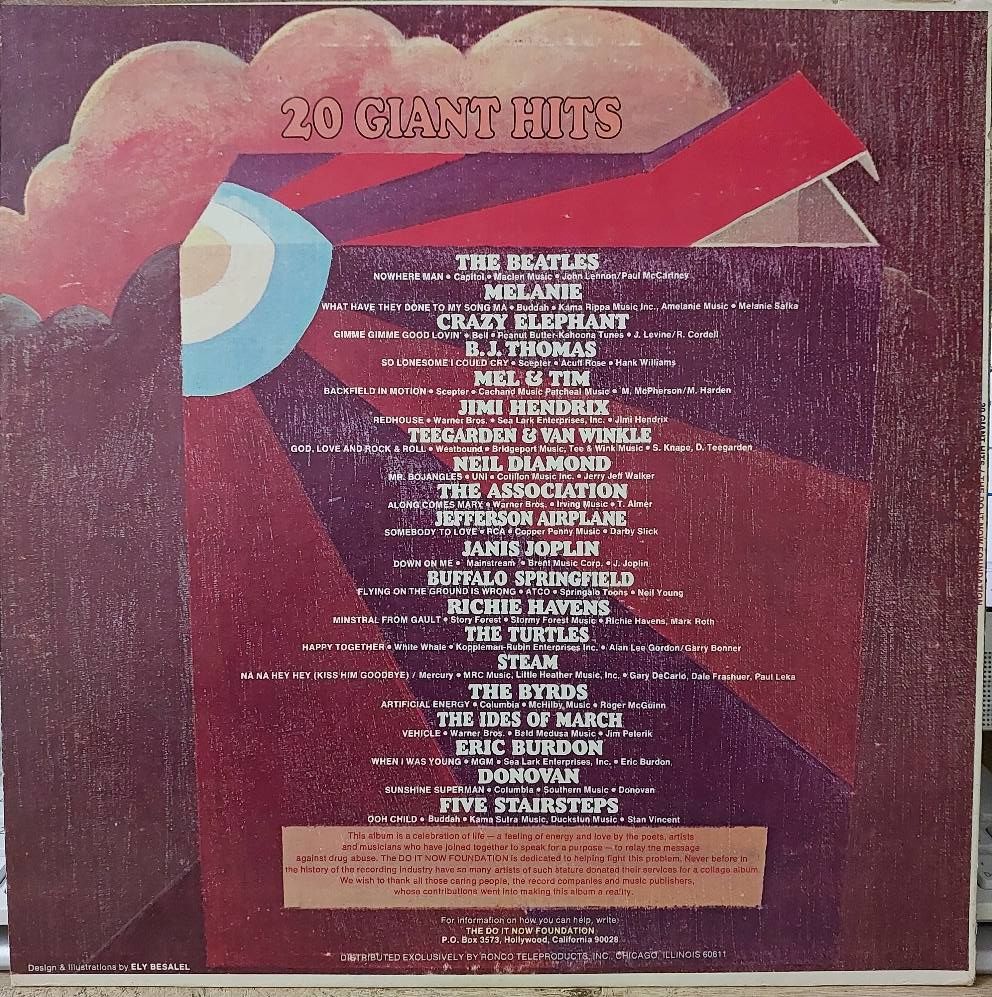 20 GIANT HITS
THE BEATLES
NOWHERE MAN • Capitol • Maclen Music • John Lennon/Paul McCartney
MELANIE
WHAT HAVE THEY DONE TO MY SONG MA • Buddah • Kama Rippa Music Inc., Amelanie Music • Melanie Safka
CRAZY ELEPHANT
GIMME GIMME GOOD LOVIN' • Bell • Peanut Butter-Kahoona Tunes • J. Levine/R. Cordell
B.J. THOMAS
SO LONESOME I COULD CRY • Scepter • Acuff Rose • Hank Williams
MEL & TIM
BACKFIELD IN MOTION • Scepter • Cachand Music Patcheal Music • M. McPherson/M. Harden
JIMI HENDRIX
REDHOUSE • Warner Bros. • Sea Lark Enterprises, Inc. • Jimi Hendrix
TEEGARDEN & VAN WINKLE
GOD, LOVE AND ROCK & ROLL • Westbound • Bridgeport Music, Tee & Wink Music • S. Knape, D. Teegarden
NEIL DIAMOND
MR. BOJANGLES • UNI • Cotillon Music Inc. • Jerry Jeff Walker
THE ASSOCIATION
ALONG COMES MARY • Warner Bros. • Irving Music • T. Almer
JEFFERSON AIRPLANE
SOMEBODY TO LOVE • RCA • Copper Penny Music • Darby Slick
JANIS JOPLIN
DOWN ON ME • Mainstream • Brent Music Corp. • J. Joplin
BUFFALO SPRINGFIELD
FLYING ON THE GROUND IS WRONG • ATCO • Springalo Toons • Neil Young
RICHIE HAVENS
MINSTRAL FROM GAULT • Story Forest • Stormy Forest Music • Richie Havens, Mark Roth
THE TURTLES
HAPPY TOGETHER • White Whale • Koppleman-Rubin Enterprises Inc. • Alan Lee Gordon/Garry Bonner
STEAM
NA NA HEY HEY (KISS HIM GOODBYE) / Mercury • MRC Music, Little Heather Music, Inc. • Gary DeCarlo, Dale Frashuer, Paul Leka
THE BYRDS
ARTIFICIAL ENERGY • Columbia • McHilby Music • Roger McGuinn
THE IDES OF MARCH
VEHICLE • Warner Bros. • Bald Medusa Music • Jim Peterik
ERIC BURDON
WHEN I WAS YOUNG • MGM • Sea Lark Enterprises, Inc. • Eric Burdon
DONOVAN
SUNSHINE SUPERMAN • Columbia • Southern Music • Donovan
FIVE STAIRSTEPS
OOH CHILD • Buddah • Kama Sutra Music, Duckstun Music • Stan Vincent
This album is a celebration of life — a feeling of energy and love by the poets, artists
and musicians who have joined together to speak for a purpose — to relay the message
against drug abuse. The DO IT NOW FOUNDATION is dedicated to helping fight this problem. Never before in
the history of the recording industry have so many artists of such stature donated their services for a collage album.
We wish to thank all those caring people, the record companies and music publishers,
whose contributions went into making this album a reality.
For information on how you can help, write:
THE DO IT NOW FOUNDATION
P.O. Box 3573, Hollywood, California 90028
DISTRIBUTED EXCLUSIVELY BY RONCO TELEPRODUCTS, INC., CHICAGO, ILLINOIS 60611
Design & Illustrations by ELY BESALEL